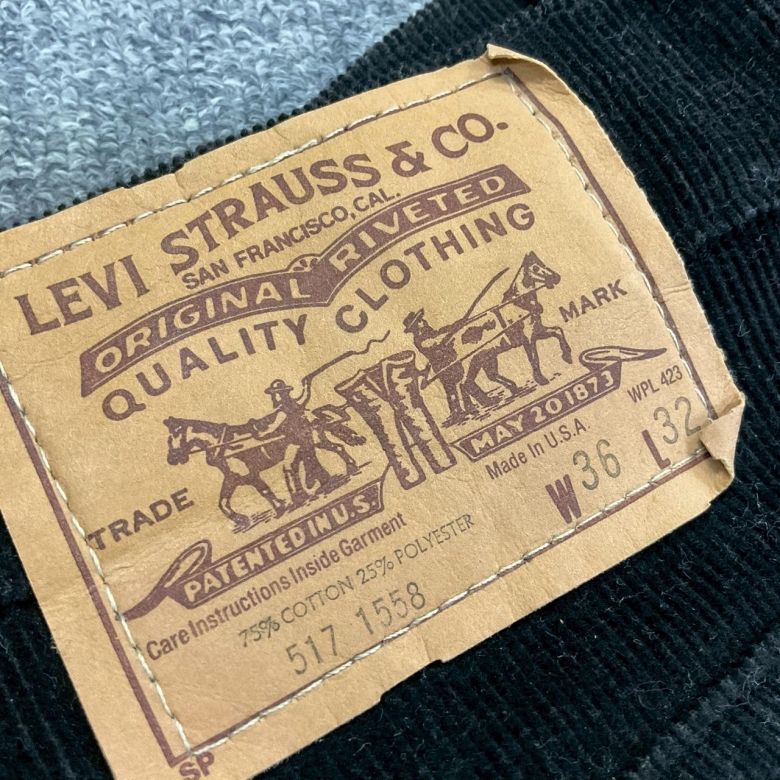 LEVI STRAUSS & CO.
SAN FRANCISCO, CAL.
ORIGINAL RIVETED
QUALITY CLOTHING
TRADE MARK
PATENTED IN U.S. MAY 20 1873
WPL 423
Made In U.S.A.
W 36 L 32
Care Instructions Inside Garment
75% COTTON 25% POLYESTER
517 1558
SP